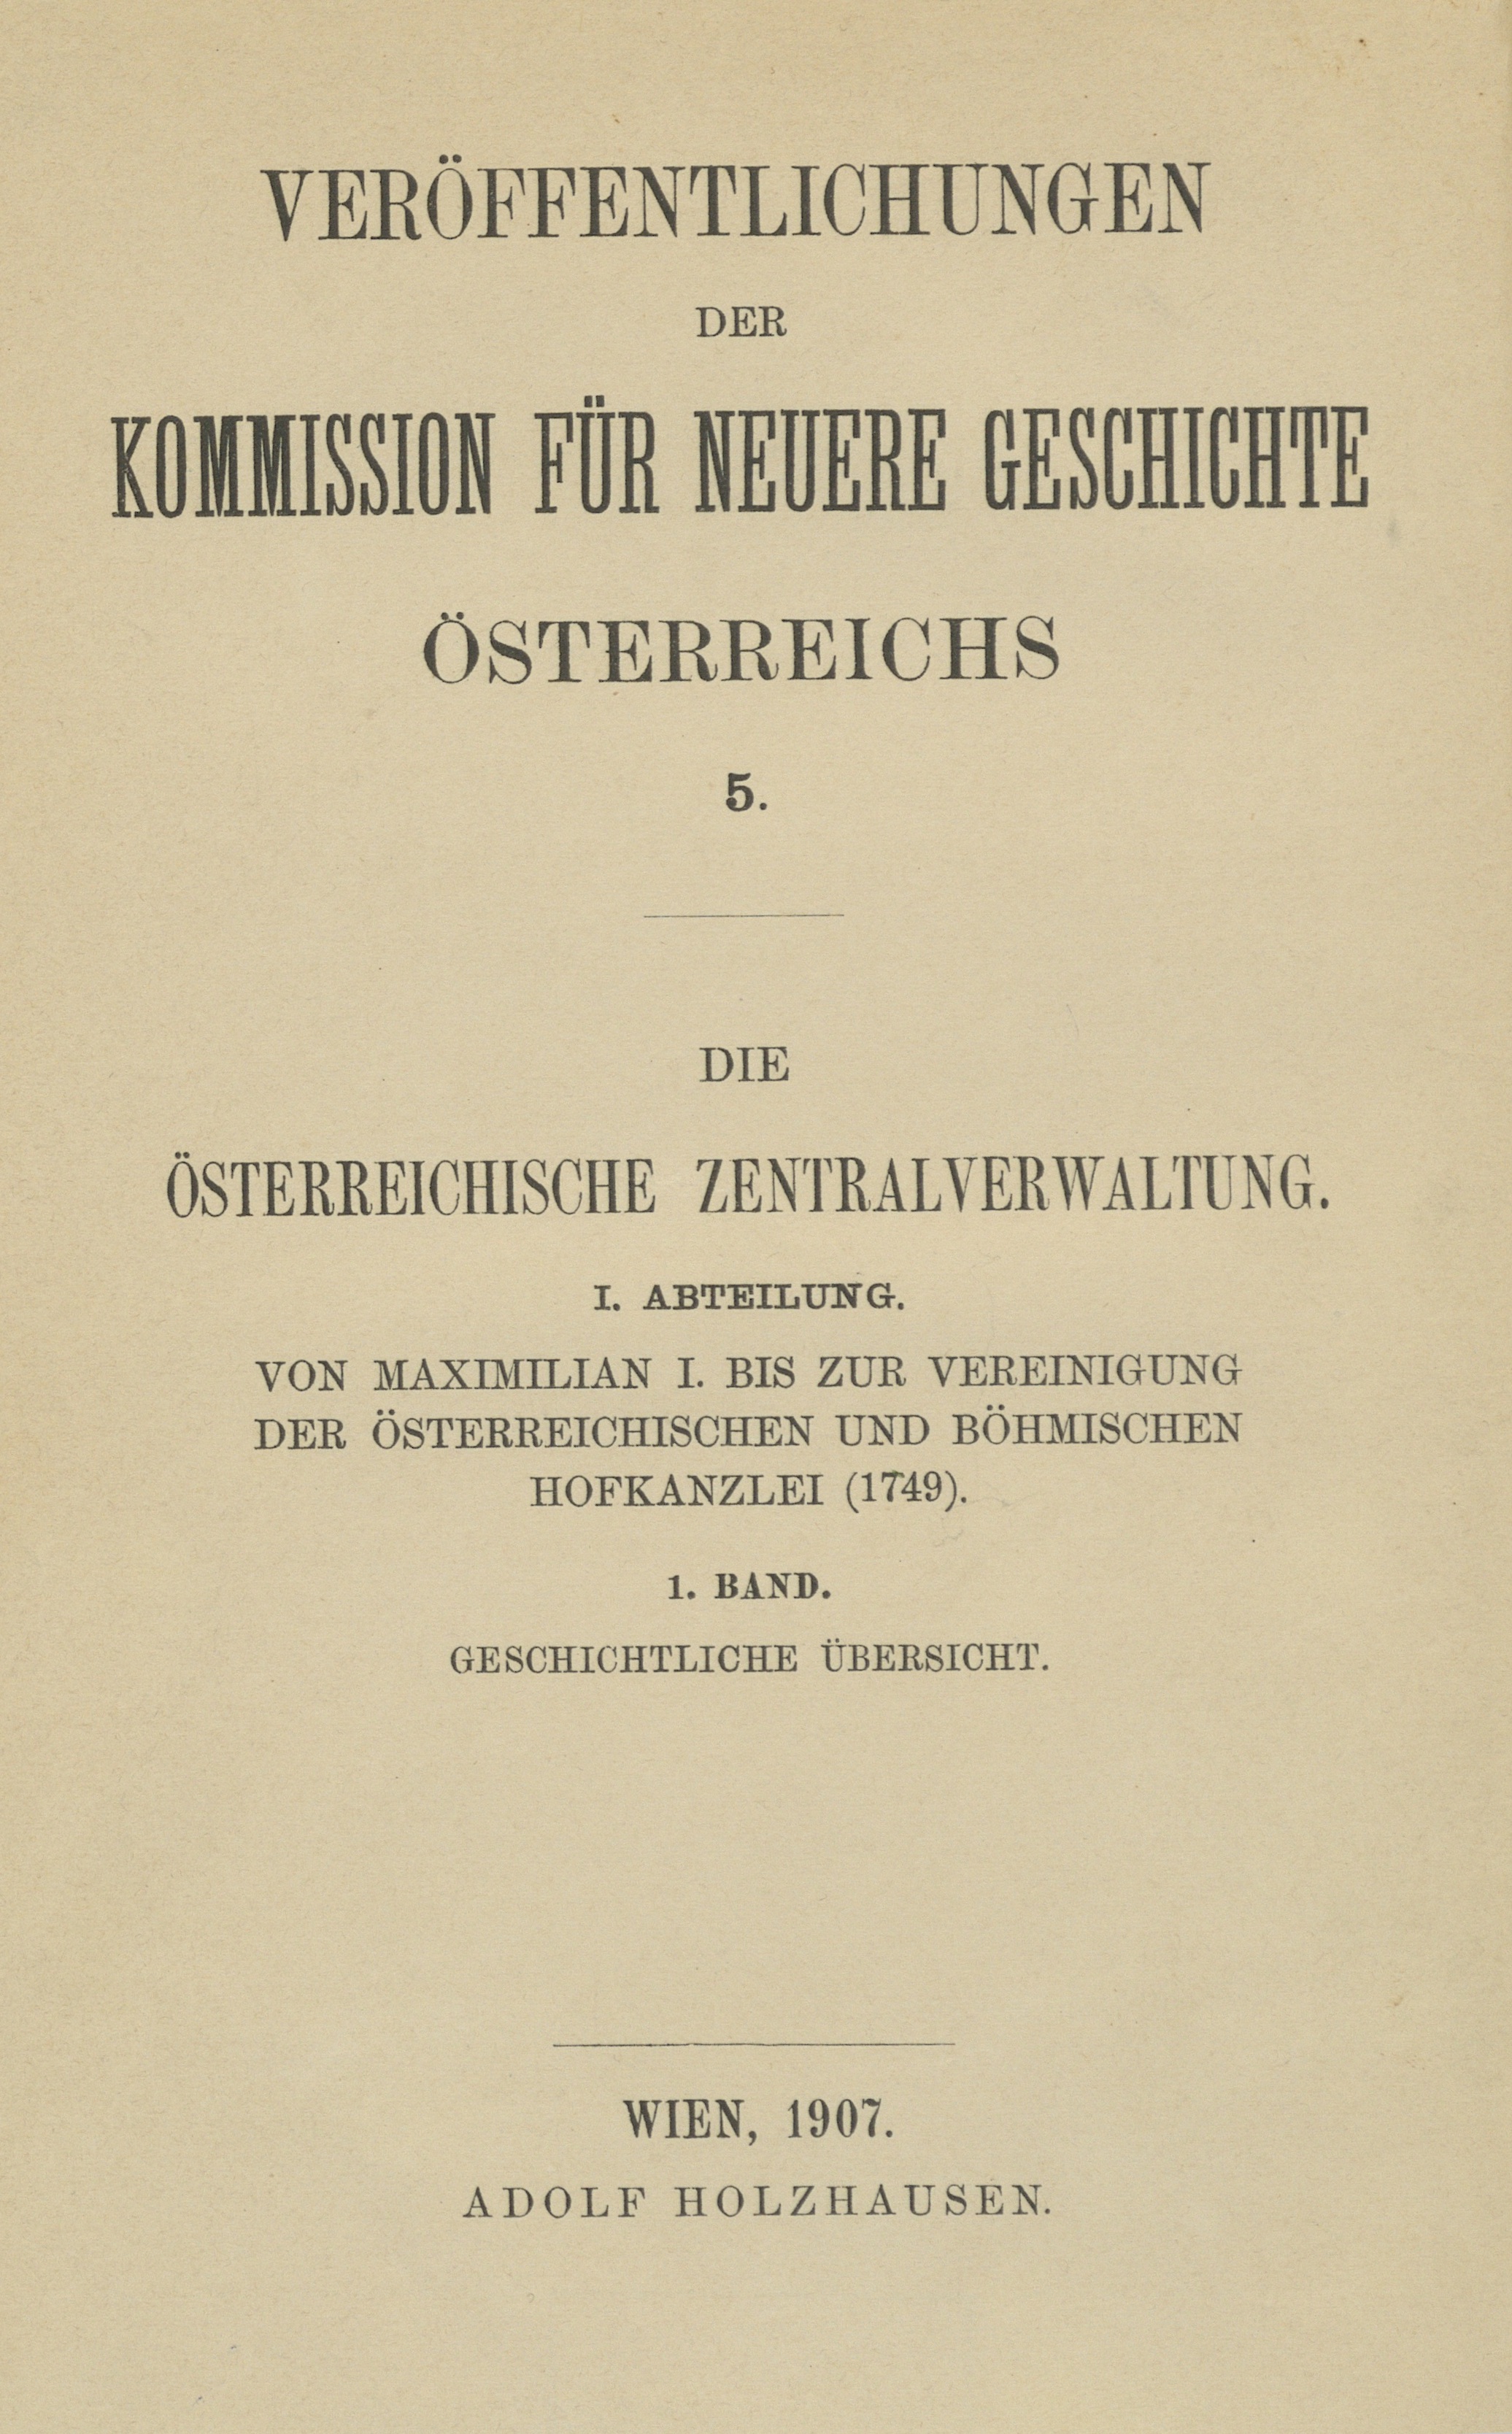 VERÖFFENTLICHUNGEN
DER
KOMMISSION FÜR NEUERE GESCHICHTE
ÖSTERREICHS
5.
DIE
ÖSTERREICHISCHE ZENTRALVERWALTUNG.
I. ABTEILUNG.
VON MAXIMILIAN I. BIS ZUR VEREINIGUNG
DER ÖSTERREICHISCHEN UND BÖHMISCHEN
HOFKANZLEI (1749).
1. BAND.
GESCHICHTLICHE ÜBERSICHT.
WIEN, 1907.
ADOLF HOLZHAUSEN.